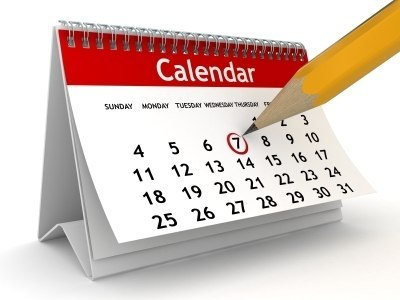 Calendar
SUNDAY MONDAY TUESDAY WEDNESDAY THURSDAY
1 2 3
4 5 6 7 8 9 10
11 12 13 14 15 16 17
18 19 20 21 22 23 24
25 26 27 28 29 30 31